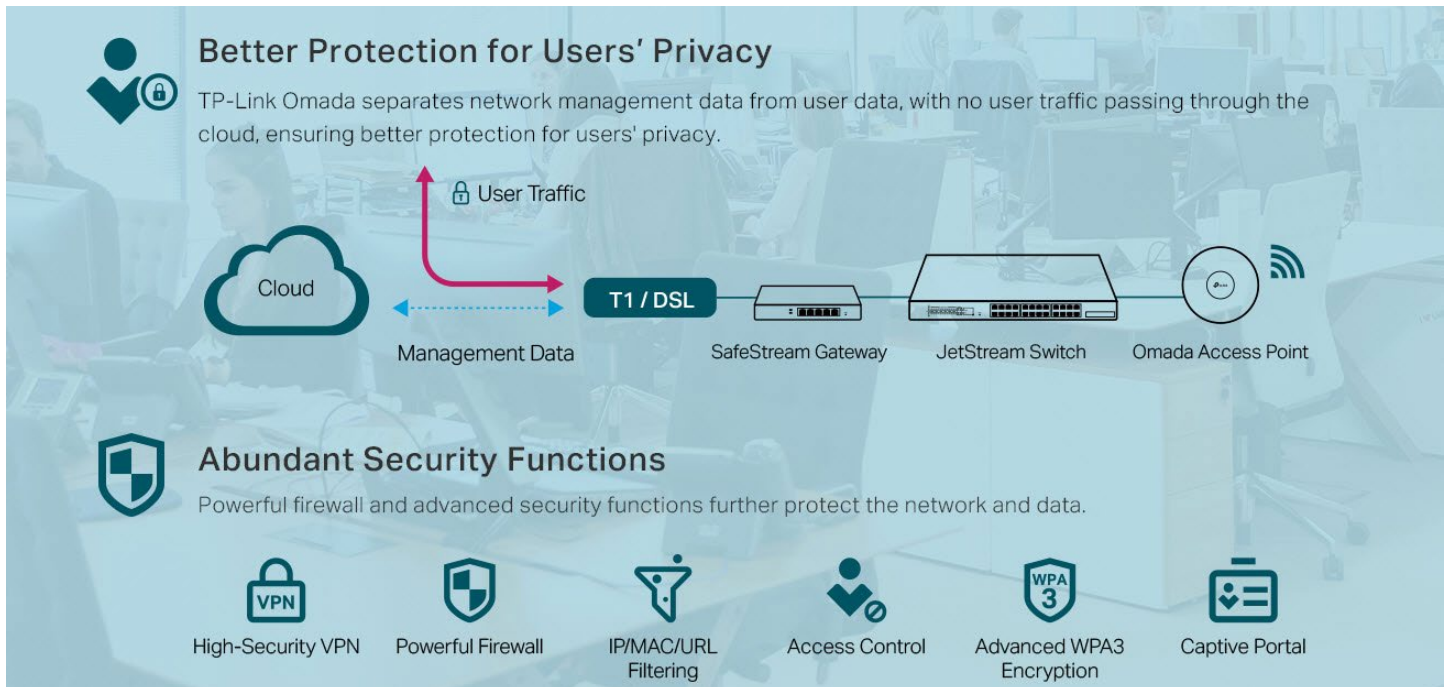 Better Protection for Users' Privacy
TP-Link Omada separates network management data from user data, with no user traffic passing through the
cloud, ensuring better protection for users' privacy.
User Traffic
Cloud
T1 / DSL
Management Data
SafeStream Gateway
JetStream Switch
Omada Access Point
Abundant Security Functions
Powerful firewall and advanced security functions further protect the network and data.
VPN
WPA
3
High-Security VPN
Powerful Firewall
IP/MAC/URL
Filtering
Access Control
Advanced WPA3
Encryption
Captive Portal